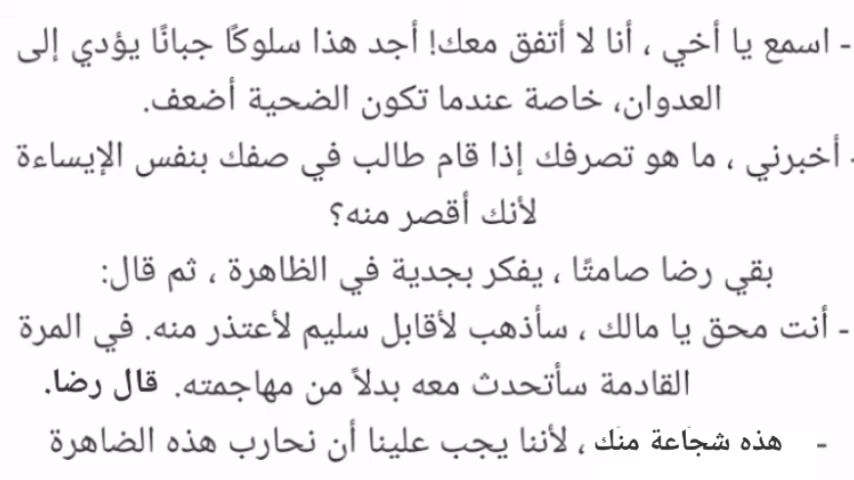 - اسمع يا أخي ، أنا لا أتفق معك! أجد هذا سلوكًا جبانًا يؤدي إلى
العدوان، خاصة عندما تكون الضحية أضعف.
- أخبرني ، ما هو تصرفك إذا قام طالب في صفك بنفس الإيساءة
لأنك أقصر منه؟
بقي رضا صامتًا ، يفكر بجدية في الظاهرة ، ثم قال:
- أنت محق يا مالك ، سأذهب لأقابل سليم لأعتذر منه. في المرة
القادمة سأتحدث معه بدلاً من مهاجمته. قال رضا.
- هذه شجاعة منك ، لأننا يجب علينا أن نحارب هذه الضاهرة